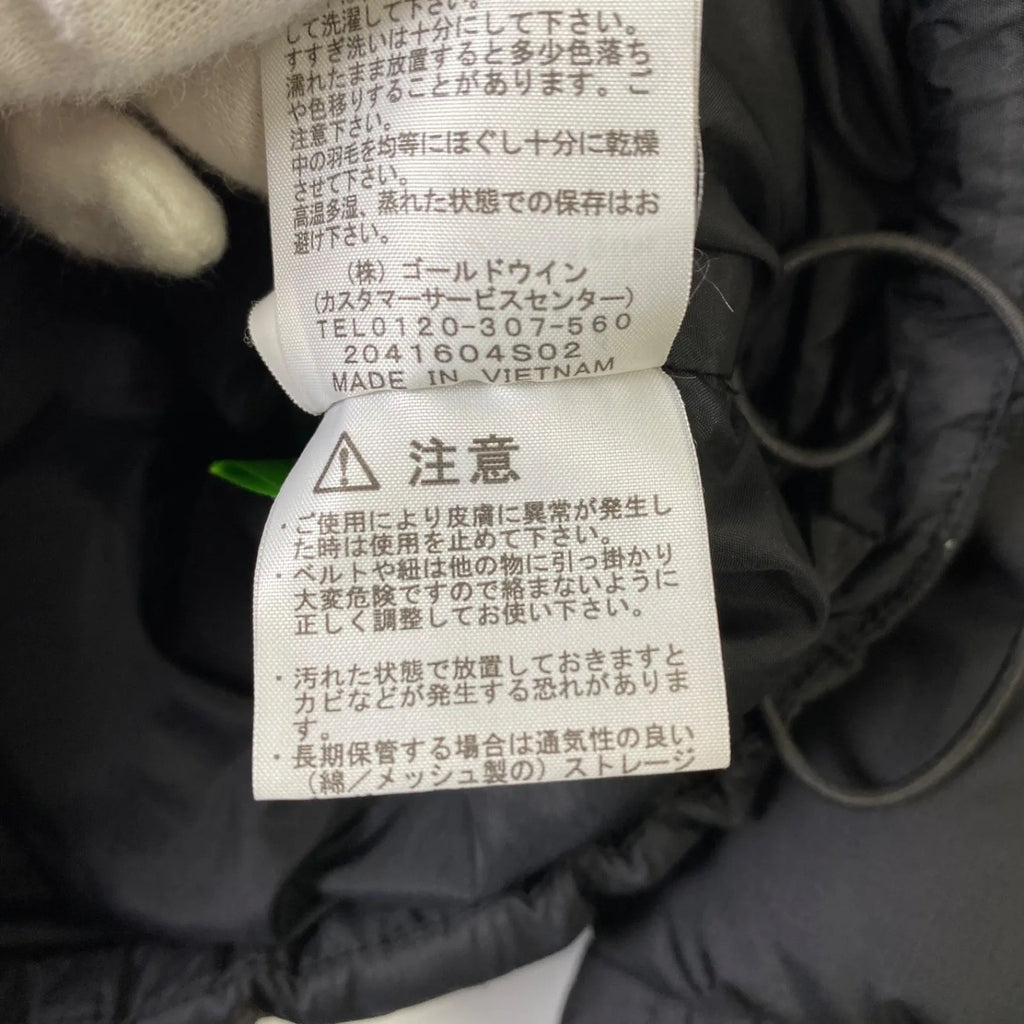 して洗濯して下さい。
すすぎ洗いは十分にして下さい。
濡れたまま放置すると多少色落ち
や色移りすることがあります。ご
注意下さい。
中の羽毛を均等にほぐし十分に乾燥
させて下さい。
高温多湿、蒸れた状態での保存はお
避け下さい。
(株)ゴールドウイン
(カスタマーサービスセンター)
TEL0120-307-560
2041604S02
MADE IN VIETNAM
注意
・ご使用により皮膚に異常が発生し
た時は使用を止めて下さい。
・ベルトや紐は他の物に引っ掛かり
大変危険ですので絡まないように
正しく調整してお使い下さい。
・汚れた状態で放置しておきますと
カビなどが発生する恐れがありま
す。
・長期保管する場合は通気性の良い
(綿/メッシュ製の)ストレージ